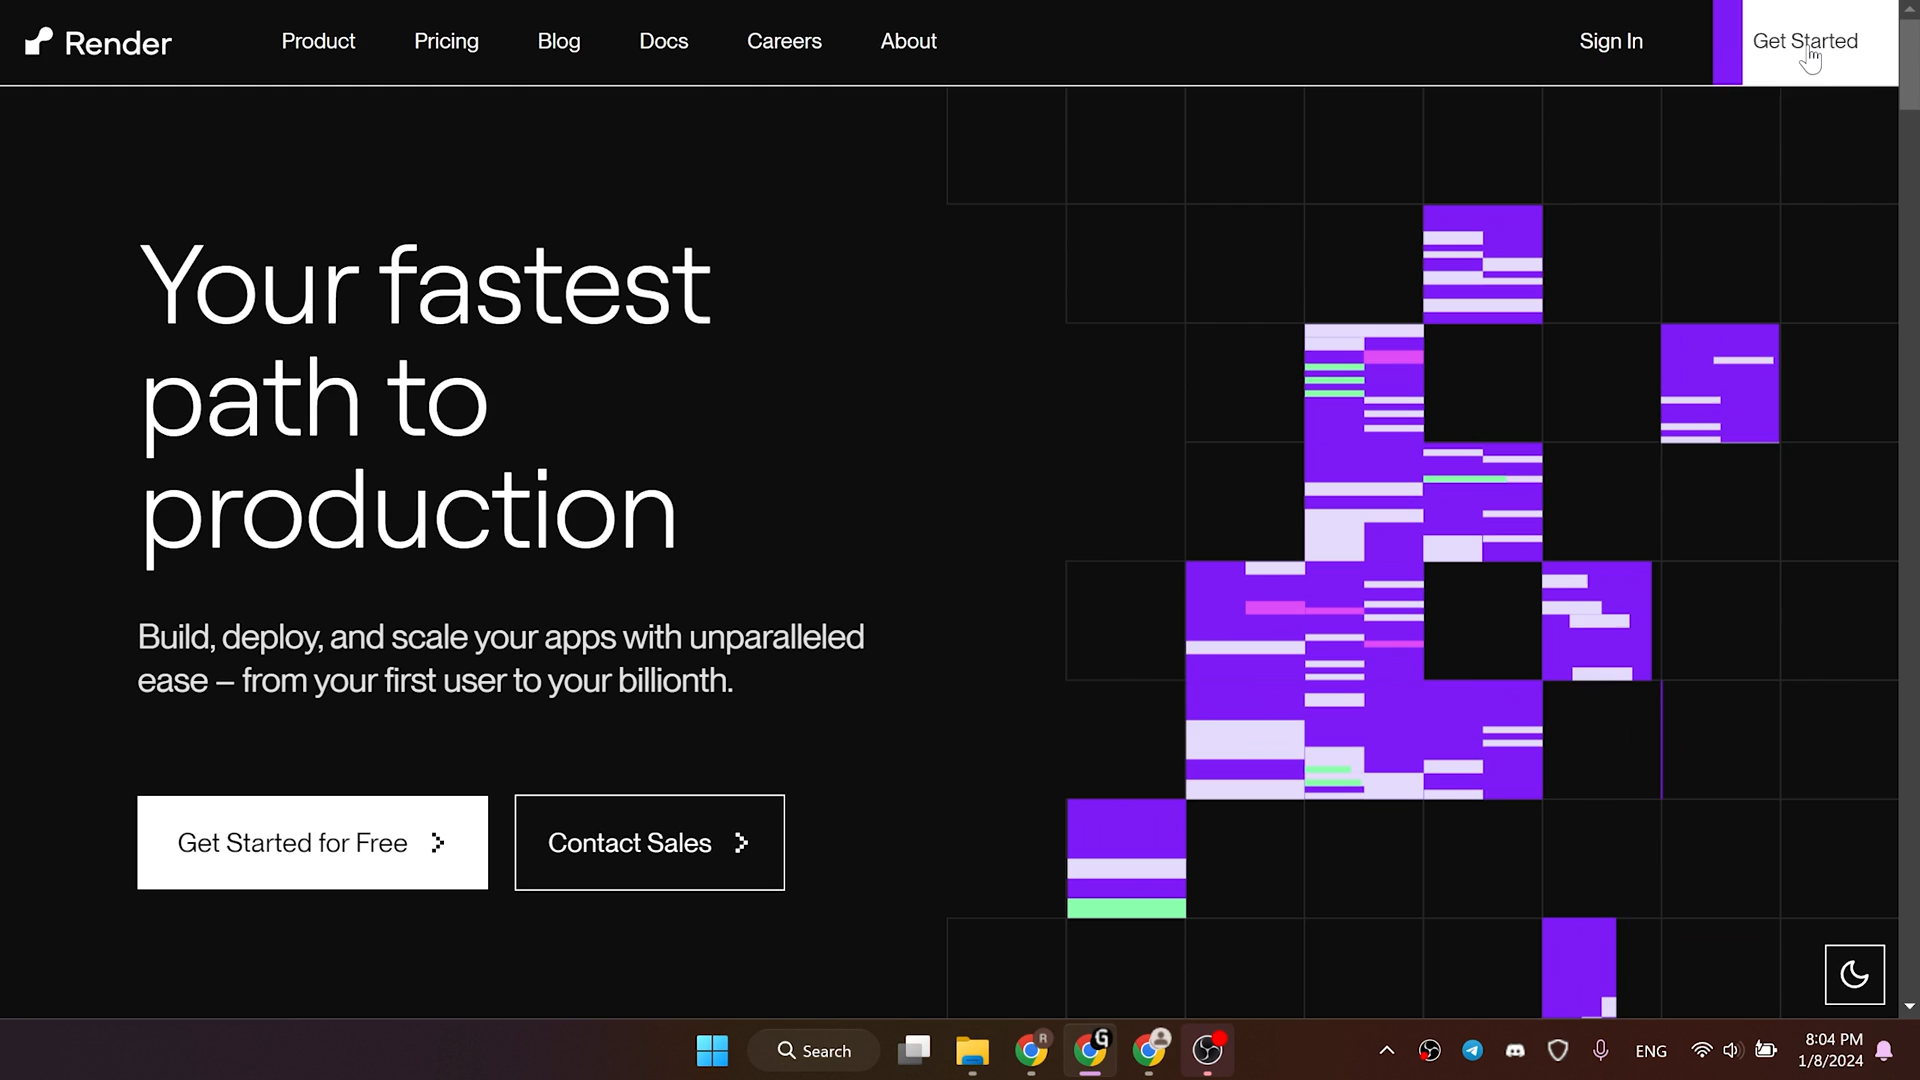 Render
Product
Pricing
Blog
Docs
Careers
About
Sign In
Get Started
Your fastest
path to
production
Build, deploy, and scale your apps with unparalleled
ease – from your first user to your billionth.
Get Started for Free
Contact Sales
Search
R
G
ENG
8:04 PM
1/8/2024